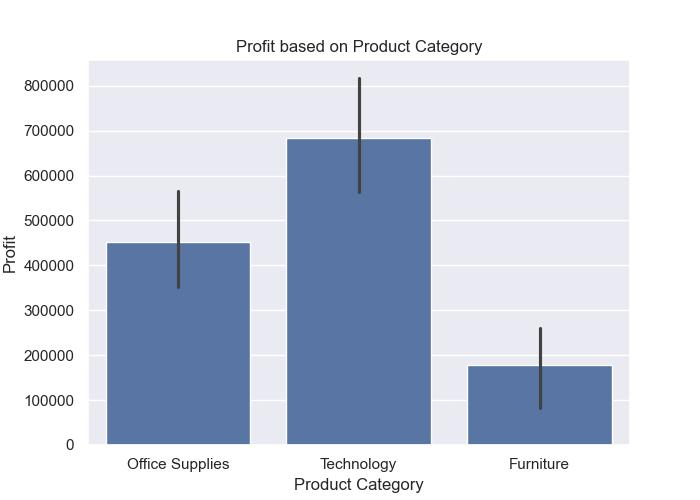 Profit based on Product Category
Profit
800000
700000
600000
500000
400000
300000
200000
100000
0
Office Supplies
Technology
Furniture
Product Category